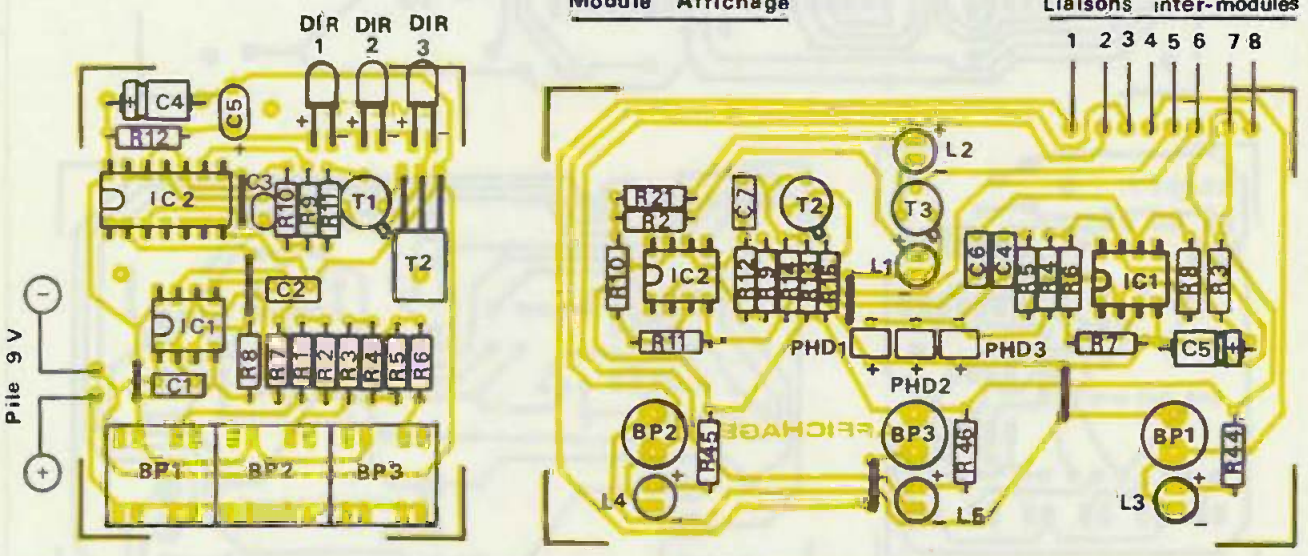 Module Affichage
Liaisons inter-modules
1 2 3 4 5 6 7 8
DIR 1
DIR 2
DIR 3
+ C4
C5 +
R12
IC2
C3
R10
R9
R11
T1
T2
C2
IC1
C1
R8
R7
R1
R2
R3
R4
R5
R6
Pile 9 V
−
+
BP1
BP2
BP3
L2
R21
R2
C7
T2
T3
R10
IC2
R12
R9
R14
R13
R15
L1
C6
C4
R5
R4
R6
IC1
R8
R3
R11
PHD1
PHD2
PHD3
R7
C5 +
BP2
R45
AFFICHAGE
BP3
R46
BP1
R44
L4
L5
L3